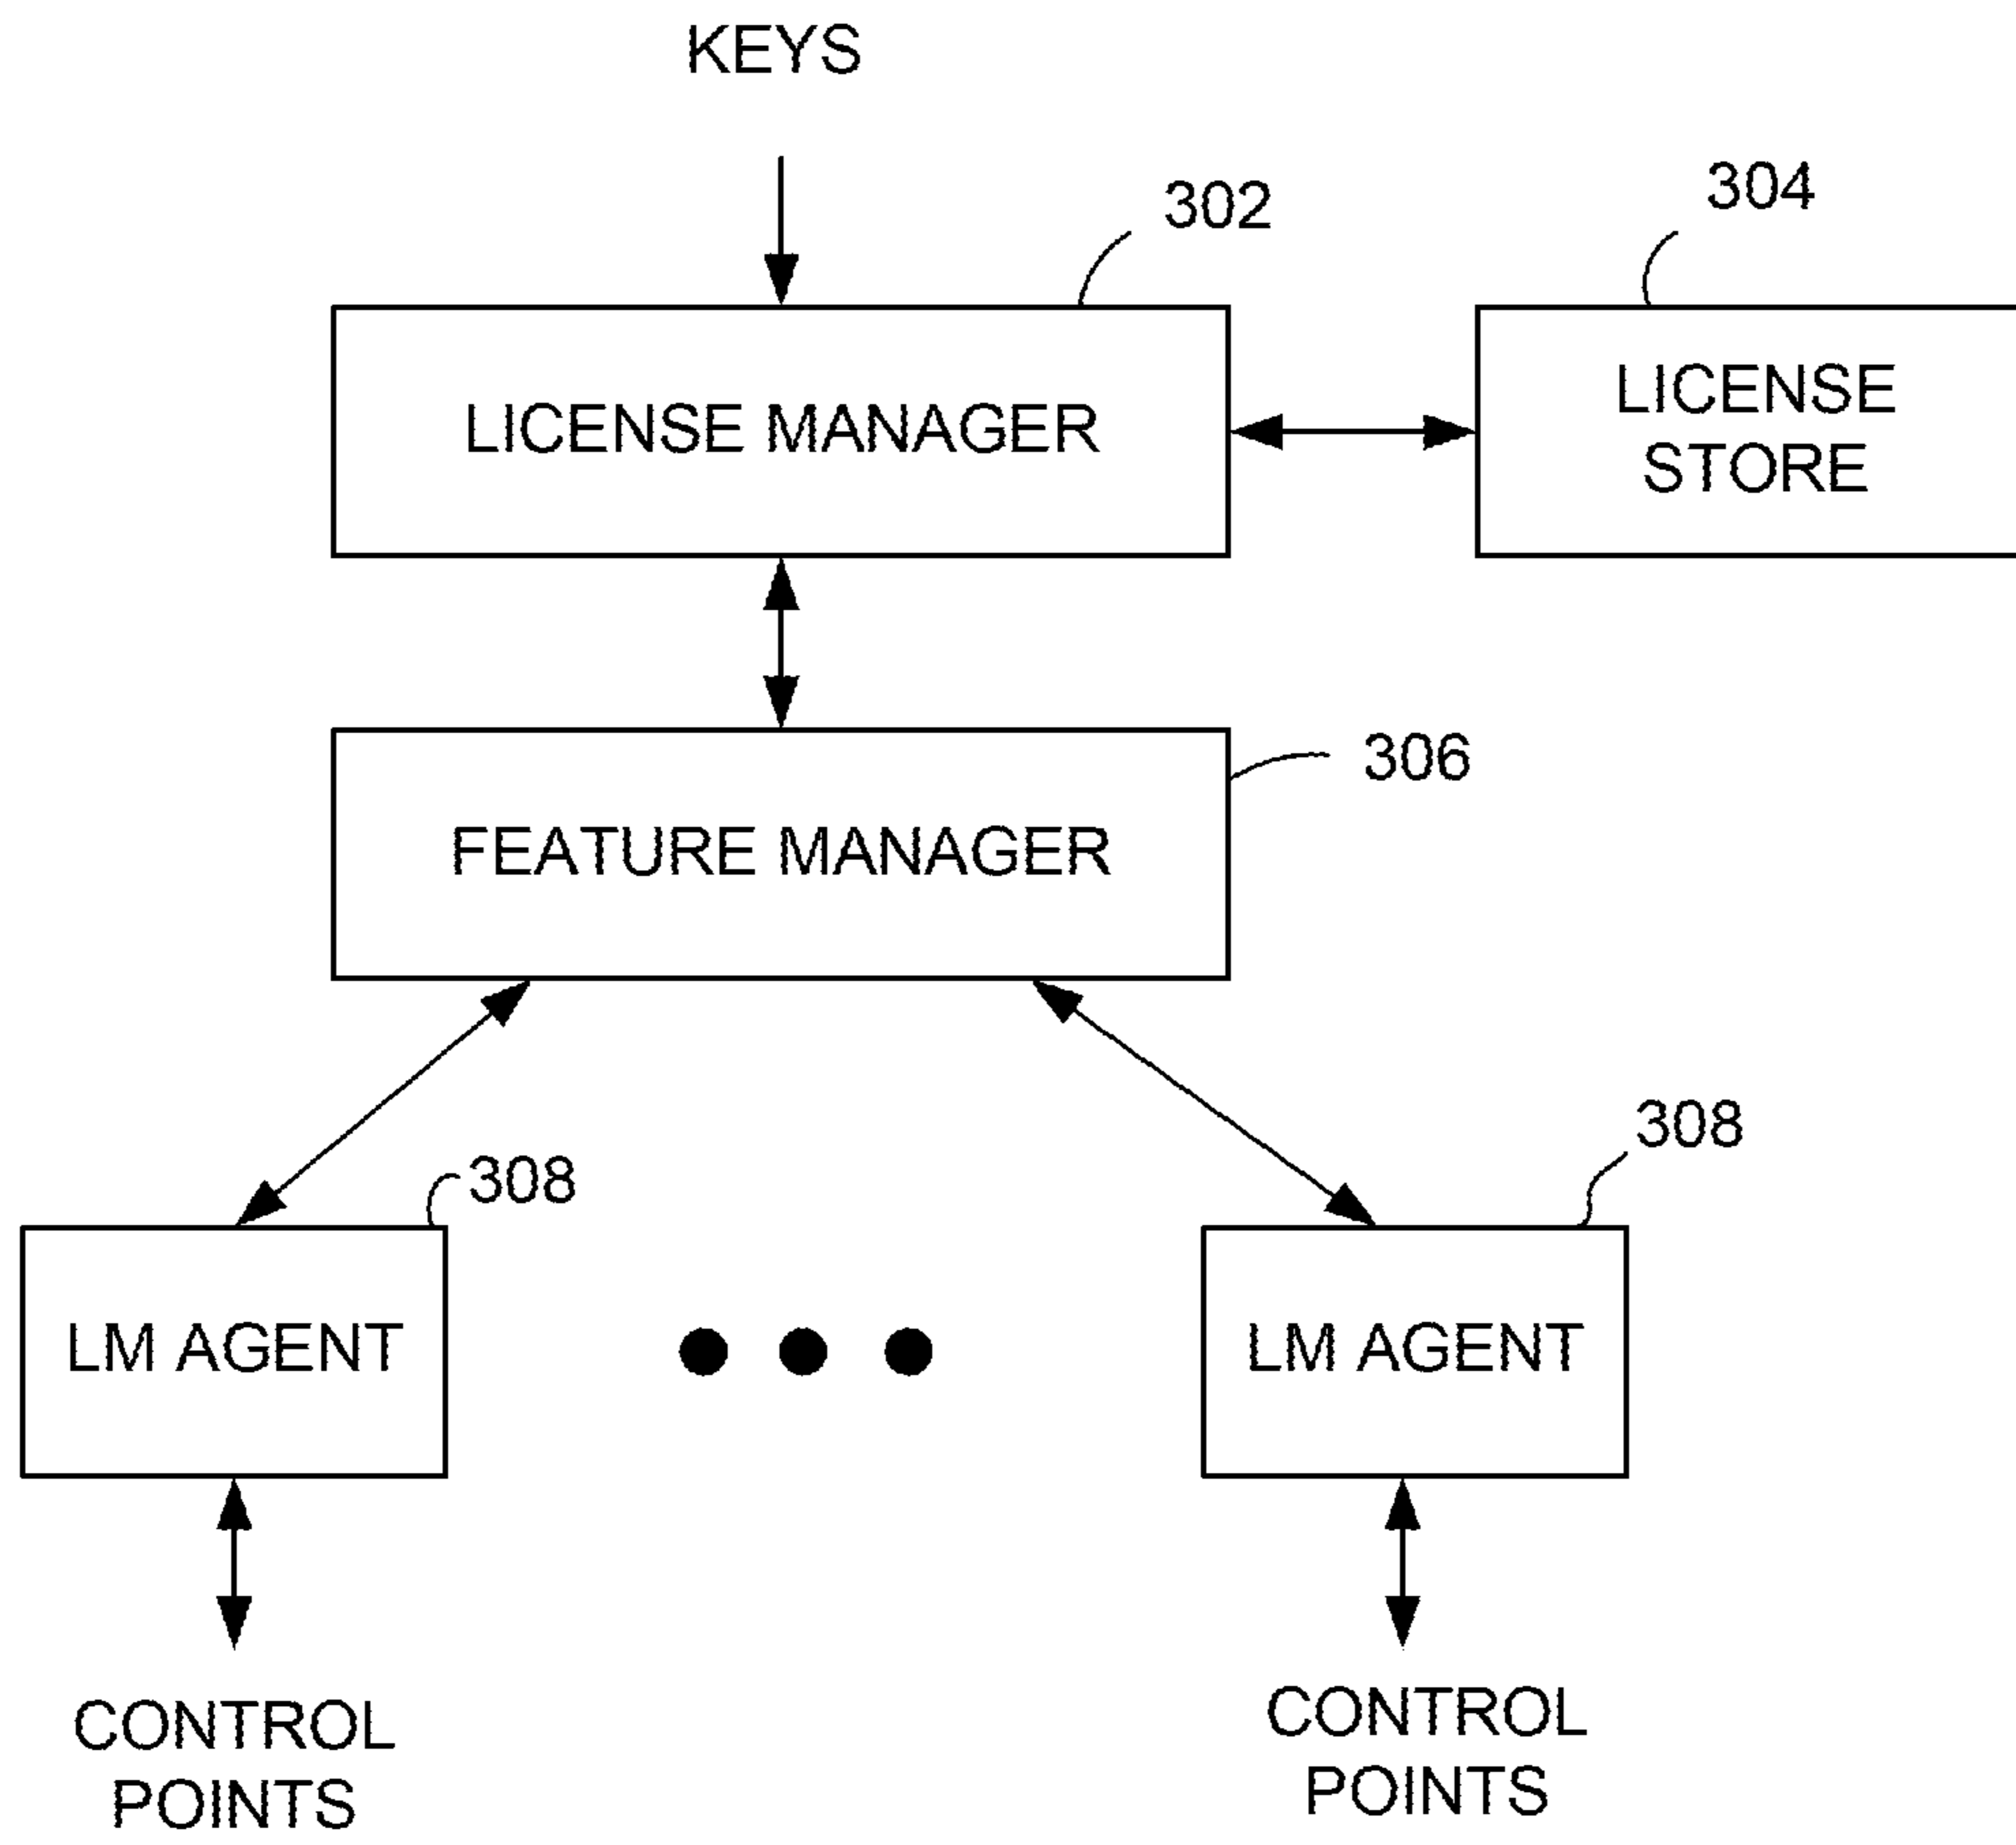 KEYS
302
304
LICENSE MANAGER
LICENSE
STORE
306
FEATURE MANAGER
308
308
LM AGENT
LM AGENT
CONTROL
POINTS
CONTROL
POINTS